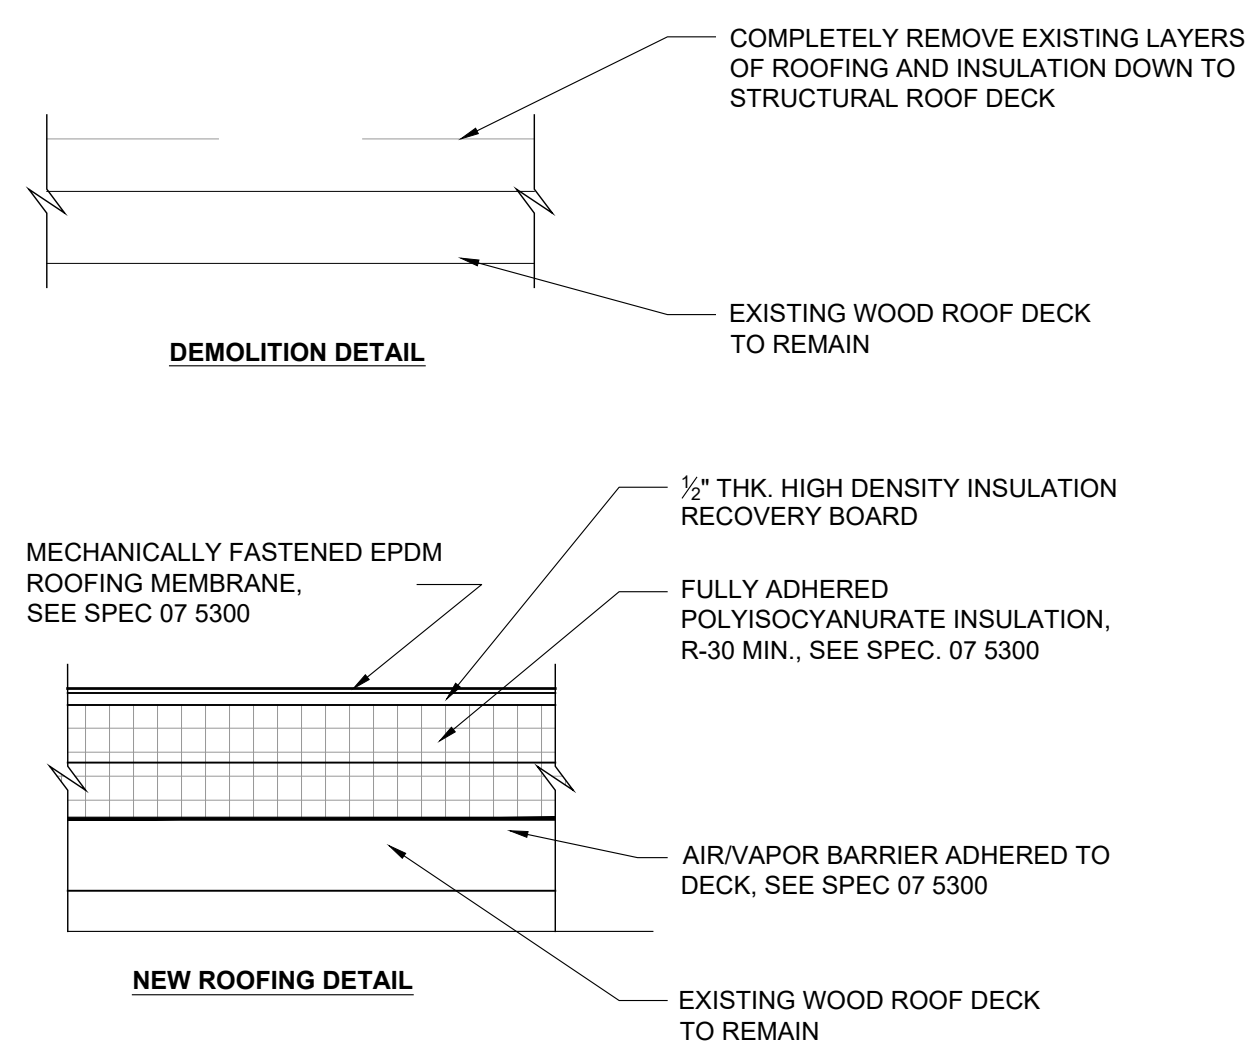 COMPLETELY REMOVE EXISTING LAYERS
OF ROOFING AND INSULATION DOWN TO
STRUCTURAL ROOF DECK
EXISTING WOOD ROOF DECK
TO REMAIN
DEMOLITION DETAIL
½" THK. HIGH DENSITY INSULATION
RECOVERY BOARD
MECHANICALLY FASTENED EPDM
ROOFING MEMBRANE,
SEE SPEC 07 5300
FULLY ADHERED
POLYISOCYANURATE INSULATION,
R-30 MIN., SEE SPEC. 07 5300
AIR/VAPOR BARRIER ADHERED TO
DECK, SEE SPEC 07 5300
NEW ROOFING DETAIL
EXISTING WOOD ROOF DECK
TO REMAIN